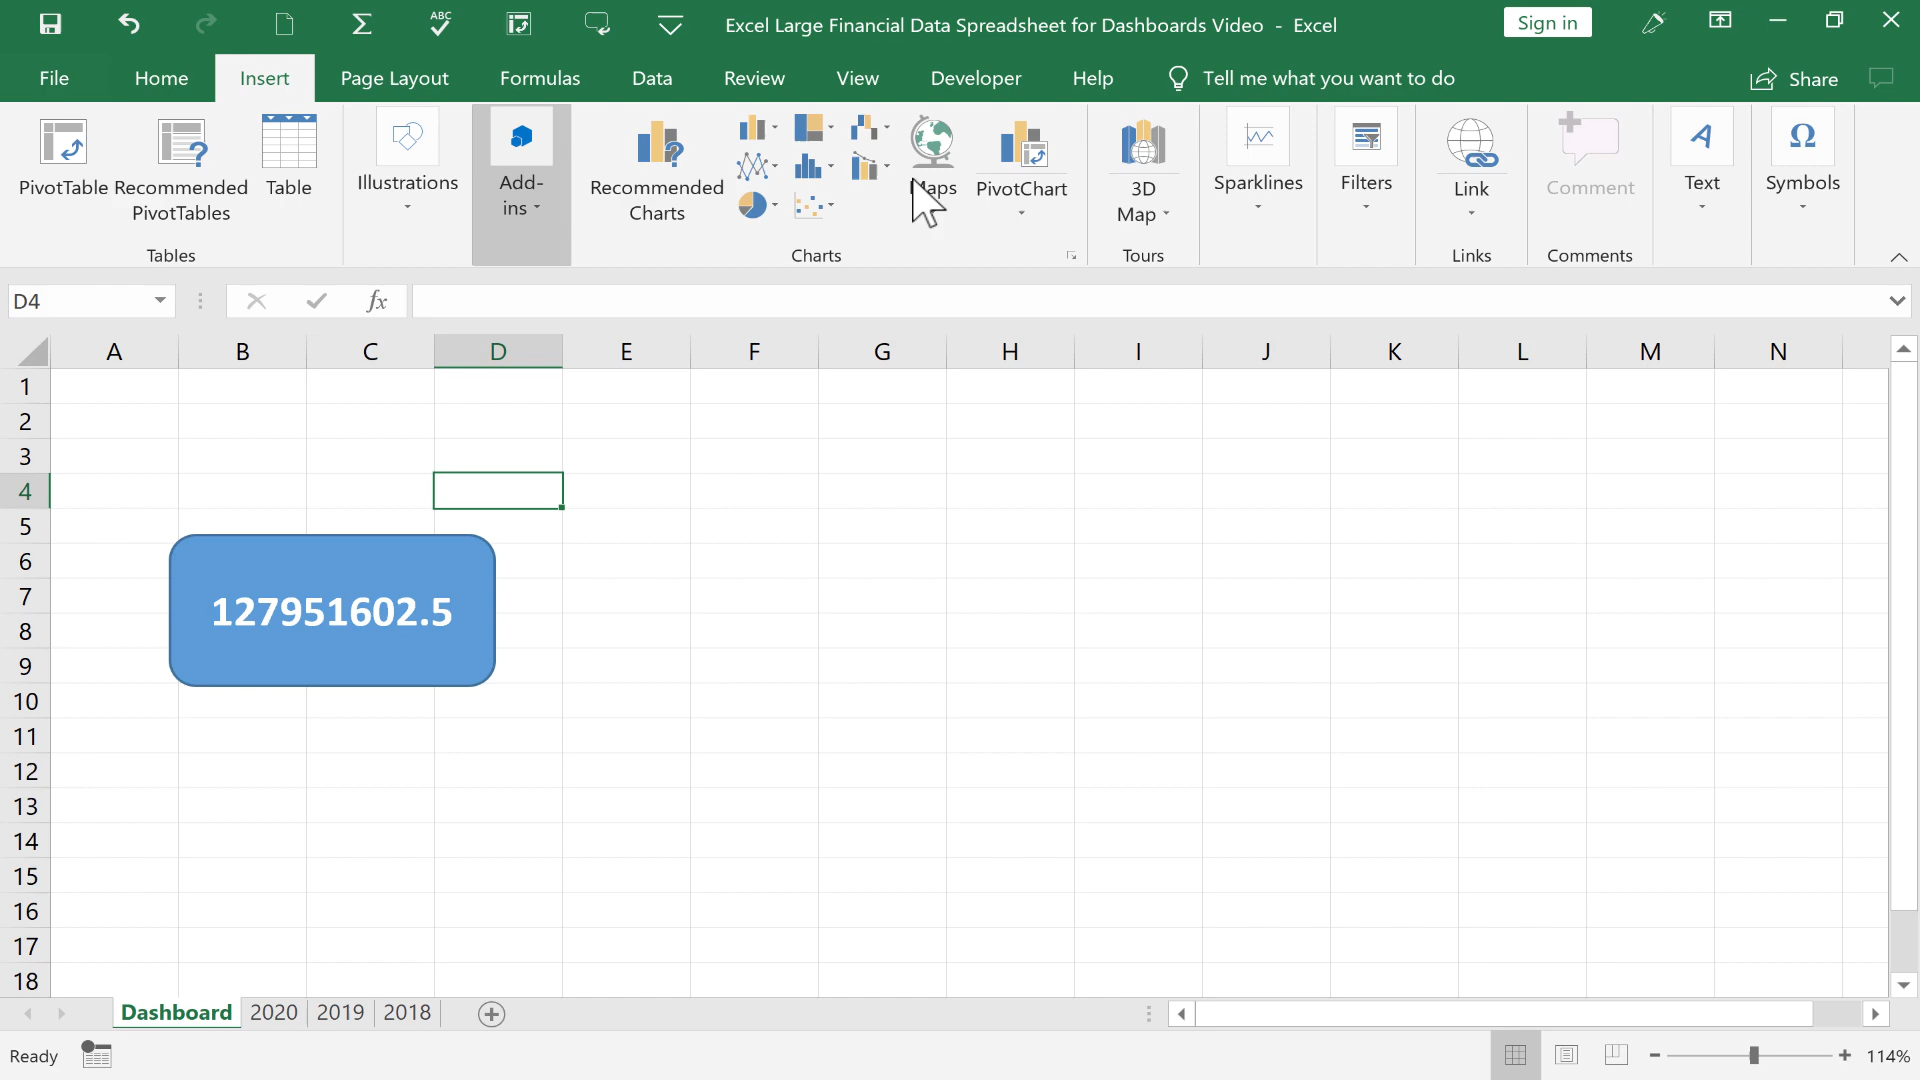 ABC
Excel Large Financial Data Spreadsheet for Dashboards Video - Excel
Sign in
File Home Insert Page Layout Formulas Data Review View Developer Help Tell me what you want to do Share
PivotTable
Recommended
PivotTables
Table
Illustrations
Add-
ins
Recommended
Charts
Maps
PivotChart
3D
Map
Sparklines
Filters
Link
Comment
Text
Symbols
Tables Charts Tours Links Comments
D4 fx
A B C D E F G H I J K L M N
1
2
3
4
5
6
7
8
9
10
11
12
13
14
15
16
17
18
127951602.5
Dashboard 2020 2019 2018
Ready 114%